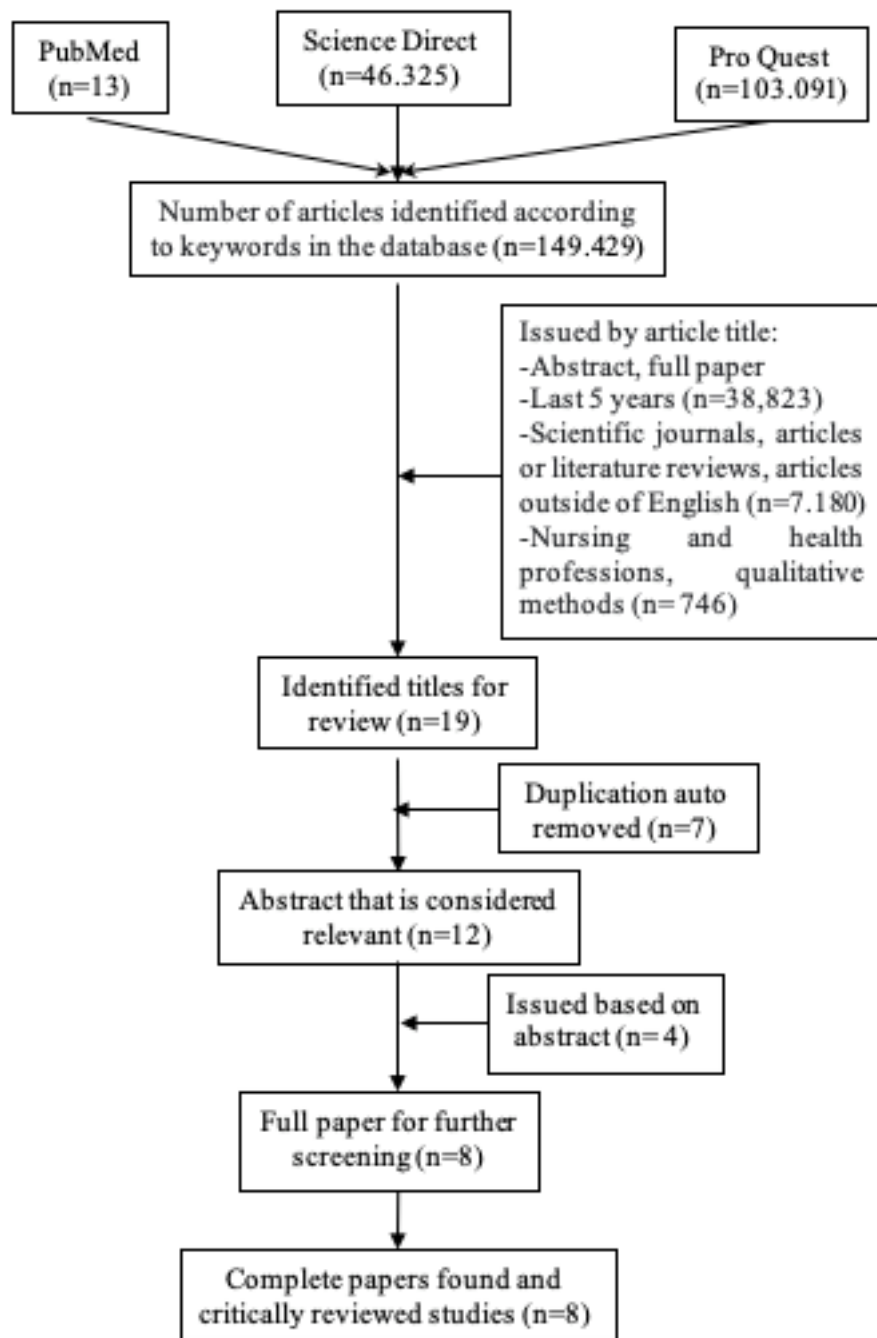 PubMed
(n=13)
Science Direct
(n=46.325)
Pro Quest
(n=103.091)
Number of articles identified according
to keywords in the database (n=149.429)
Issued by article title:
-Abstract, full paper
-Last 5 years (n=38,823)
-Scientific journals, articles
or literature reviews, articles
outside of English (n=7.180)
-Nursing and health
professions, qualitative
methods (n= 746)
Identified titles for
review (n=19)
Duplication auto
removed (n=7)
Abstract that is considered
relevant (n=12)
Issued based on
abstract (n= 4)
Full paper for further
screening (n=8)
Complete papers found and
critically reviewed studies (n=8)